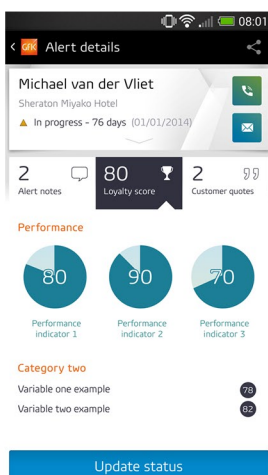 08:01
GfK Alert details
Michael van der Vliet
Sheraton Miyako Hotel
In progress - 76 days (01/01/2014)
2 80 2
Alert notes Loyalty score Customer quotes
Performance
80 90 70
Performance Performance Performance
indicator 1 indicator 2 indicator 3
Category two
Variable one example 78
Variable two example 82
Update status